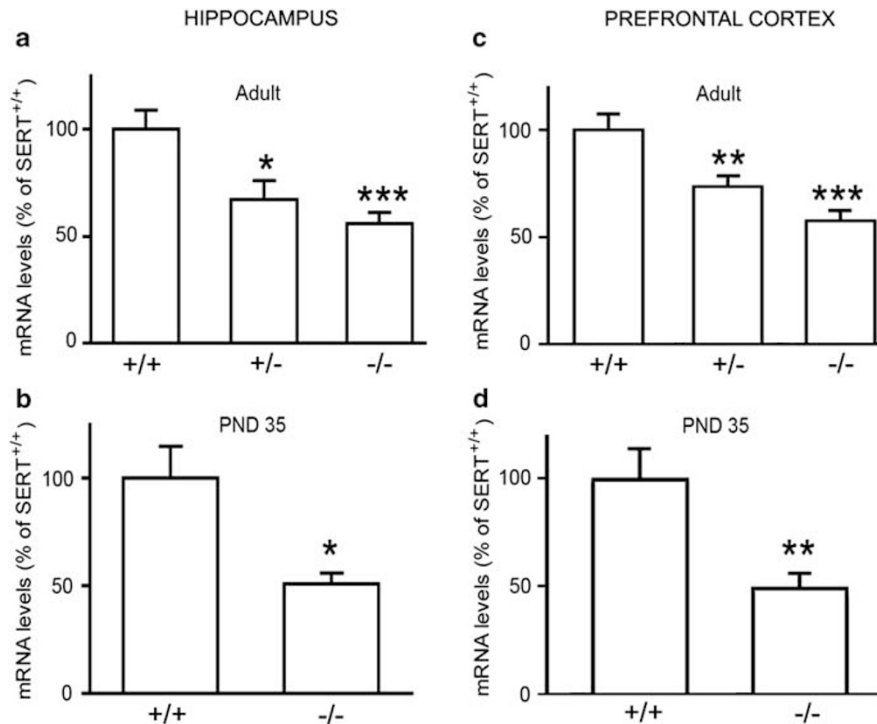 HIPPOCAMPUS
PREFRONTAL CORTEX
a
Adult
mRNA levels (% of SERT+/+)
100
50
0
*
***
+/+ +/- -/-
c
Adult
mRNA levels (% of SERT+/+)
100
50
0
**
***
+/+ +/- -/-
b
PND 35
mRNA levels (% of SERT+/+)
100
50
0
*
+/+ -/-
d
PND 35
mRNA levels (% of SERT+/+)
100
50
0
**
+/+ -/-